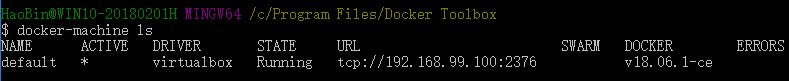 HaoBin@WIN10-20180201H MINGW64 /c/Program Files/Docker Toolbox
$ docker-machine ls
NAME ACTIVE DRIVER STATE URL SWARM DOCKER ERRORS
default * virtualbox Running tcp://192.168.99.100:2376 v18.06.1-ce